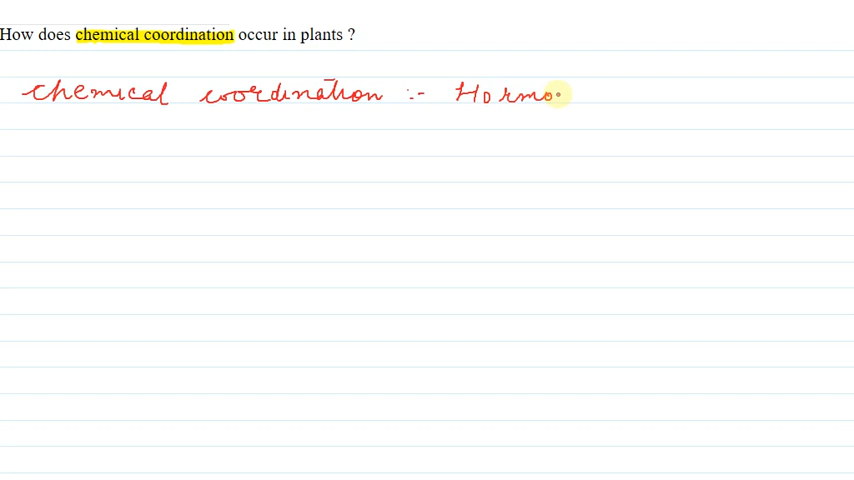 How does chemical coordination occur in plants ?
Chemical coordination :- Hormo